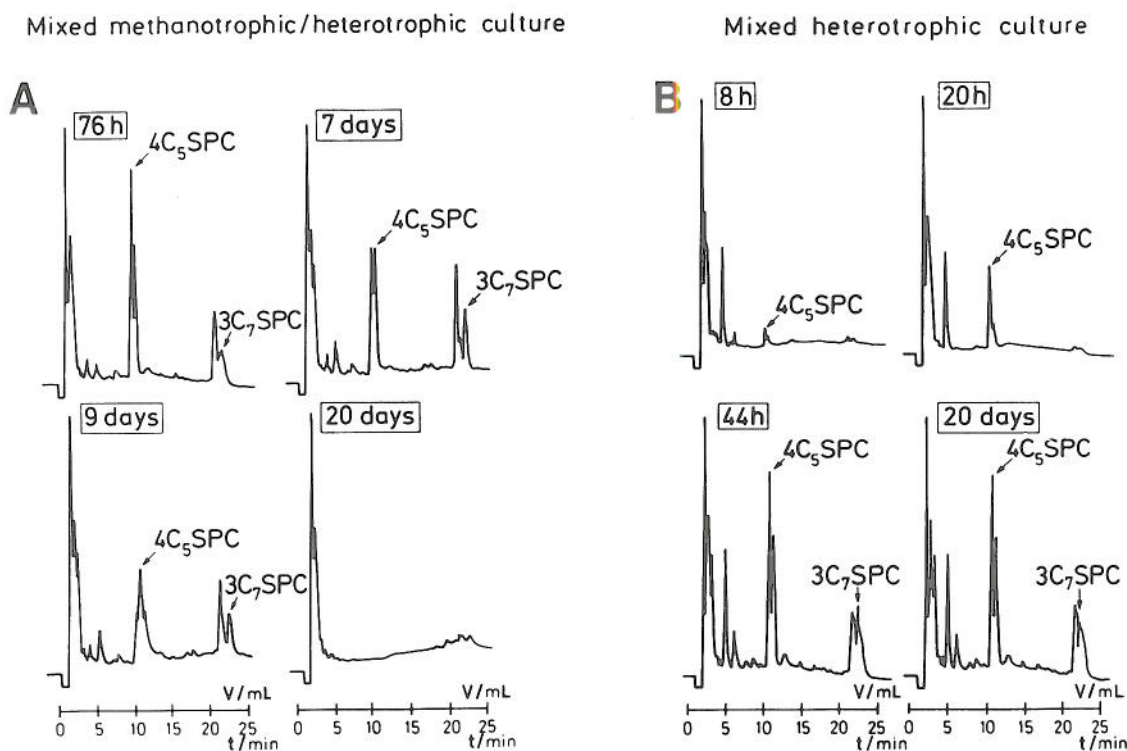 Mixed methanotrophic/heterotrophic culture
Mixed heterotrophic culture
A
76 h
4C₅SPC
3C₇SPC
7 days
4C₅SPC
3C₇SPC
9 days
4C₅SPC
3C₇SPC
20 days
V/mL
V/mL
0 5 10 15 20 25
t/min
0 5 10 15 20 25
t/min
B
8h
4C₅SPC
20h
4C₅SPC
44h
4C₅SPC
3C₇SPC
20 days
4C₅SPC
3C₇SPC
V/mL
V/mL
0 5 10 15 20 25
t/min
0 5 10 15 20 25
t/min